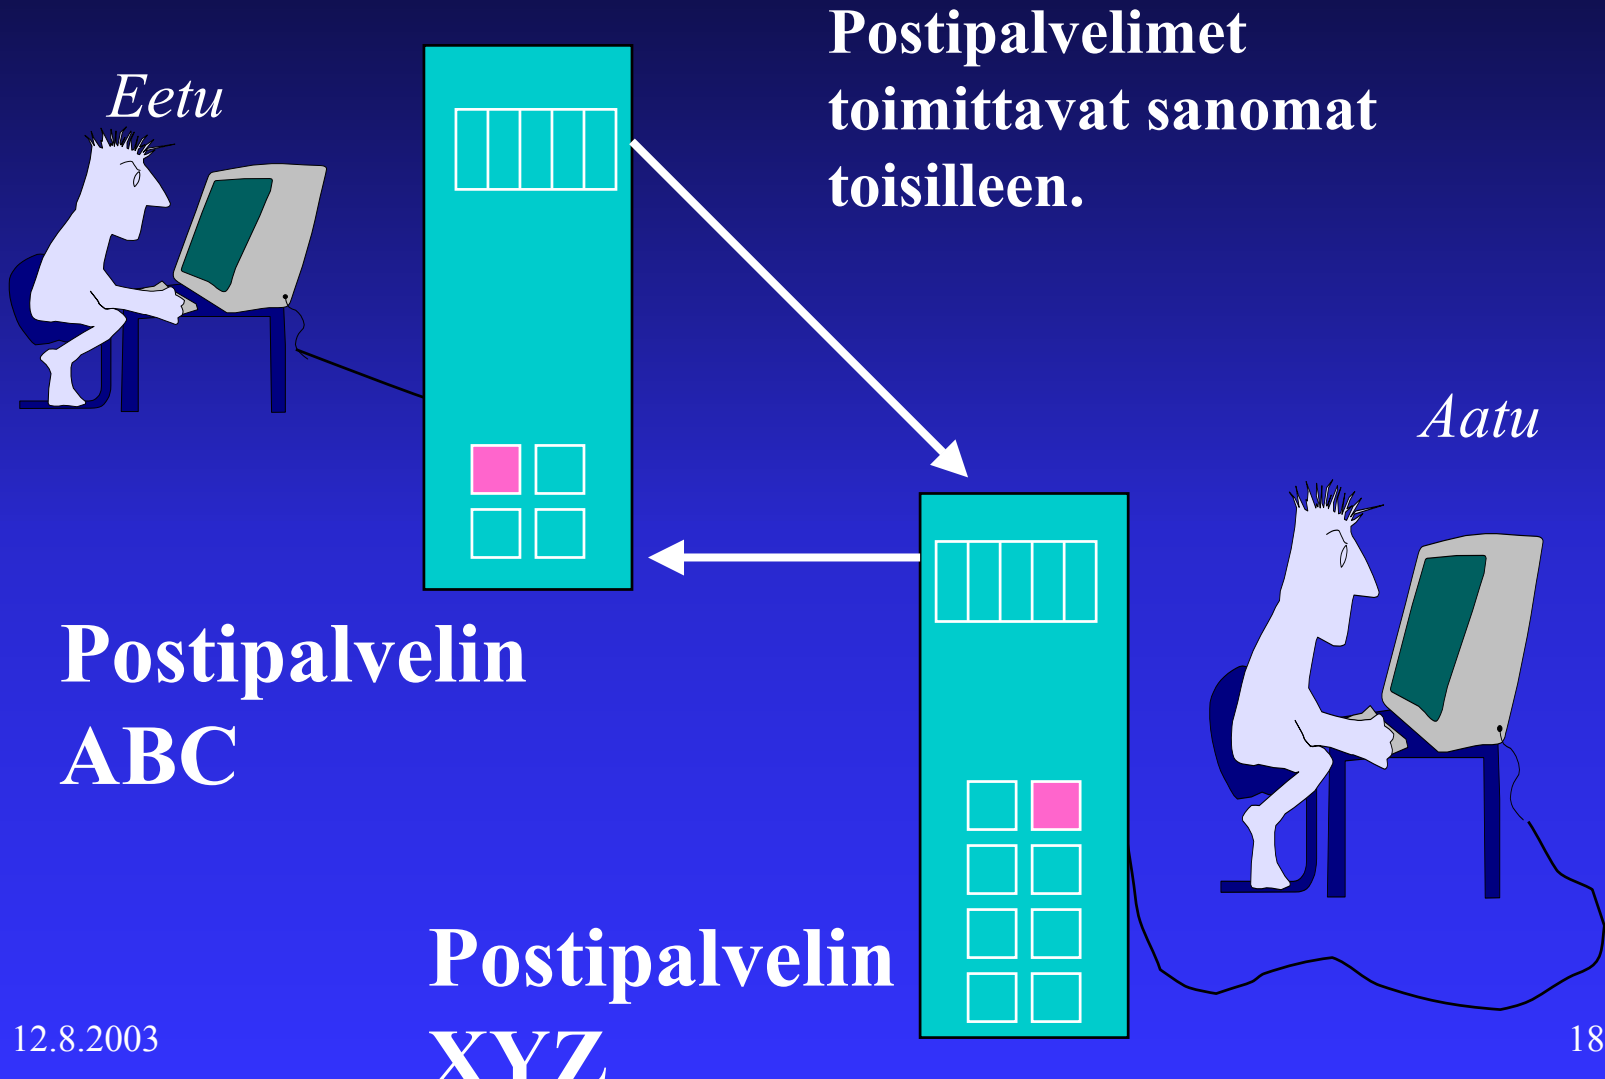 Postipalvelimet
toimittavat sanomat
toisilleen.
Eetu
Aatu
Postipalvelin
ABC
Postipalvelin
XYZ
12.8.2003
18